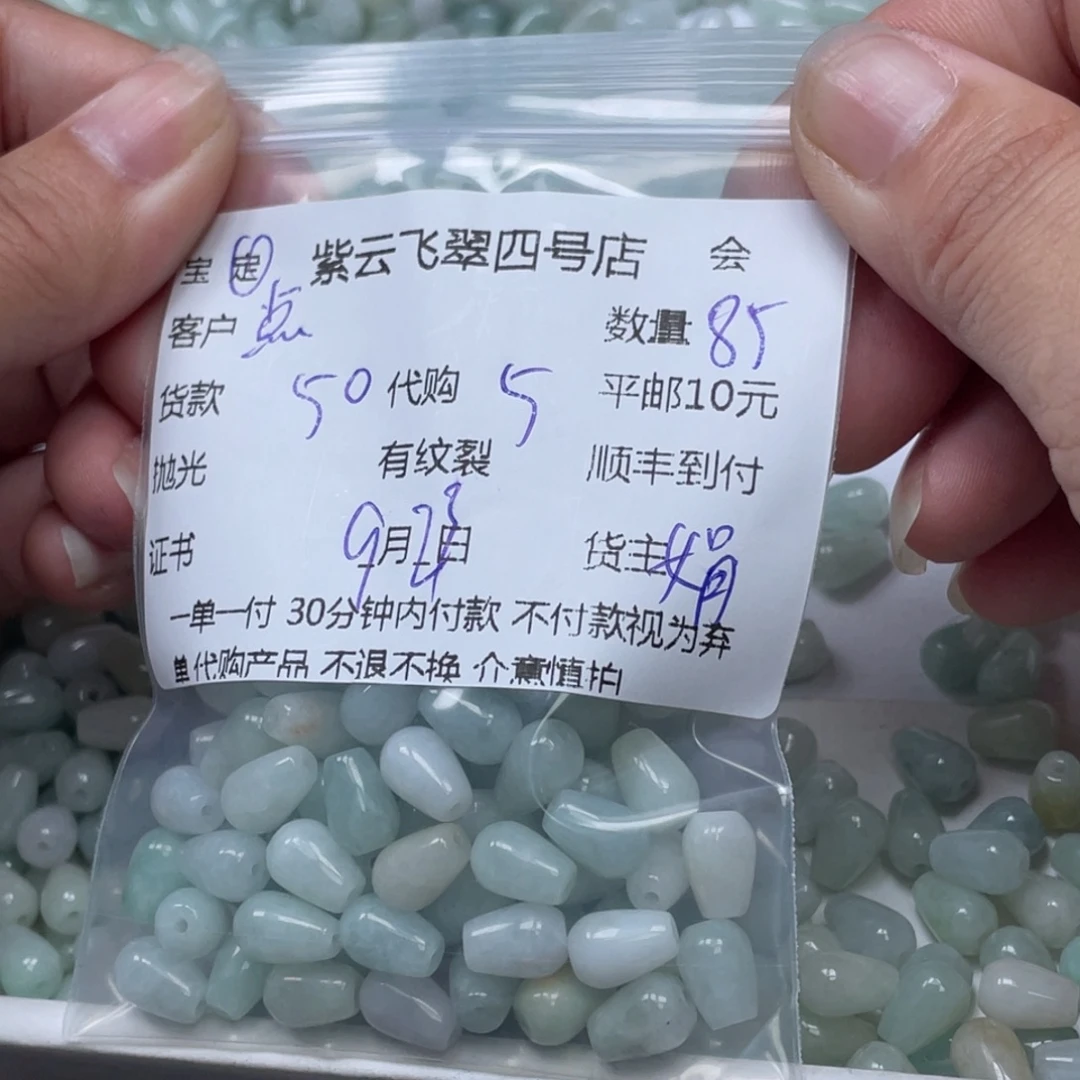 宝 走 紫云飞翠四号店 会
客户 点 数量 85
货款 50 代购 5 平邮10元
抛光 有纹裂 顺丰到付
证书 9月28日 货主 娟
一单一付 30分钟内付款 不付款视为弃
单代购产品 不退不换 介意慎拍